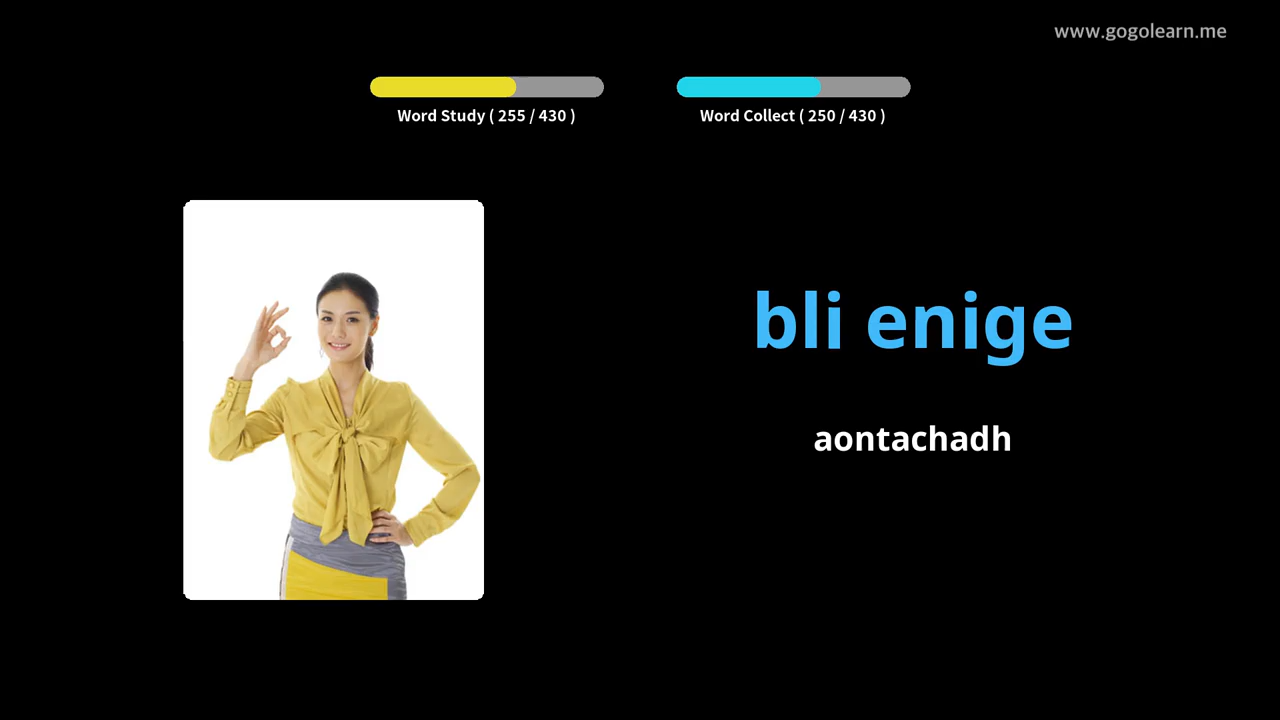 www.gogolearn.me
Word Study ( 255 / 430 )
Word Collect ( 250 / 430 )
bli enige
aontachadh